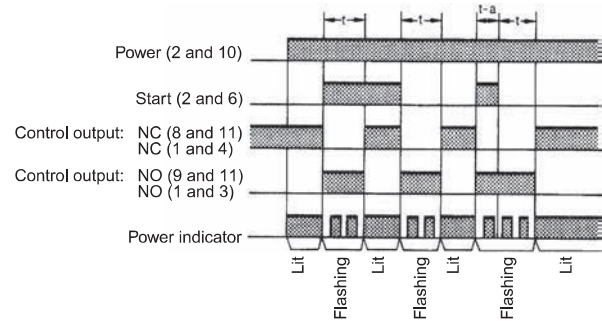 t
t
t-a
t
Power (2 and 10)
Start (2 and 6)
Control output: NC (8 and 11)
NC (1 and 4)
Control output: NO (9 and 11)
NO (1 and 3)
Power indicator
Lit
Flashing
Lit
Flashing
Lit
Flashing
Lit